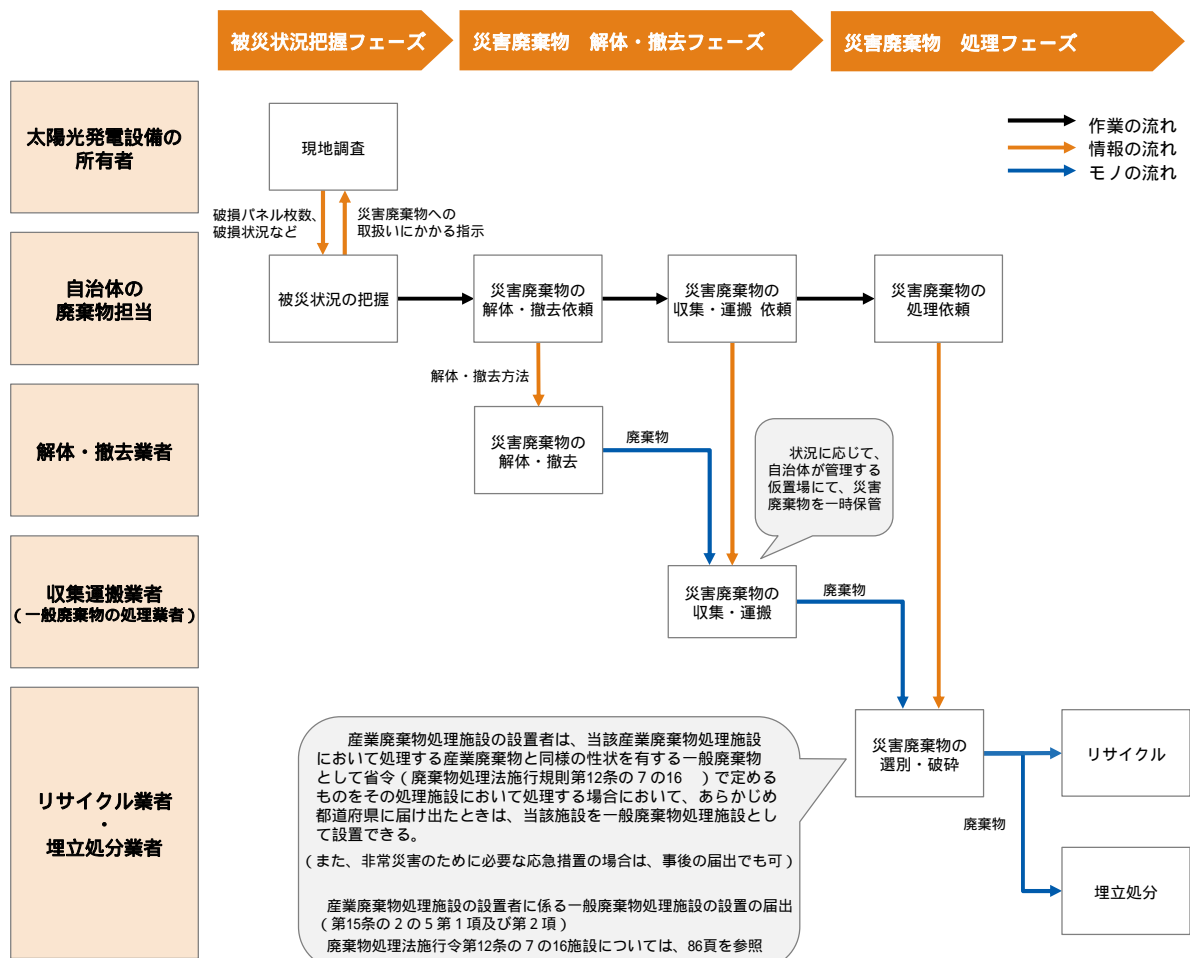 被災状況把握フェーズ
災害廃棄物 解体・撤去フェーズ
災害廃棄物 処理フェーズ
作業の流れ
情報の流れ
モノの流れ
太陽光発電設備の
所有者
現地調査
破損パネル枚数、
破損状況など
災害廃棄物への
取扱いにかかる指示
自治体の
廃棄物担当
被災状況の把握
災害廃棄物の
解体・撤去依頼
災害廃棄物の
収集・運搬 依頼
災害廃棄物の
処理依頼
解体・撤去方法
解体・撤去業者
災害廃棄物の
解体・撤去
廃棄物
状況に応じて、
自治体が管理する
仮置場にて、災害
廃棄物を一時保管
収集運搬業者
(一般廃棄物の処理業者)
災害廃棄物の
収集・運搬
廃棄物
リサイクル業者
・
埋立処分業者
産業廃棄物処理施設の設置者は、当該産業廃棄物処理施設
において処理する産業廃棄物と同様の性状を有する一般廃棄物
として省令(廃棄物処理法施行規則第12条の7の16 )で定める
ものをその処理施設において処理する場合において、あらかじめ
都道府県に届け出たときは、当該施設を一般廃棄物処理施設とし
て設置できる。
(また、非常災害のために必要な応急措置の場合は、事後の届出でも可)
産業廃棄物処理施設の設置者に係る一般廃棄物処理施設の設置の届出
(第15条の2の5第1項及び第2項)
廃棄物処理法施行令第12条の7の16施設については、86頁を参照
災害廃棄物の
選別・破砕
リサイクル
廃棄物
埋立処分